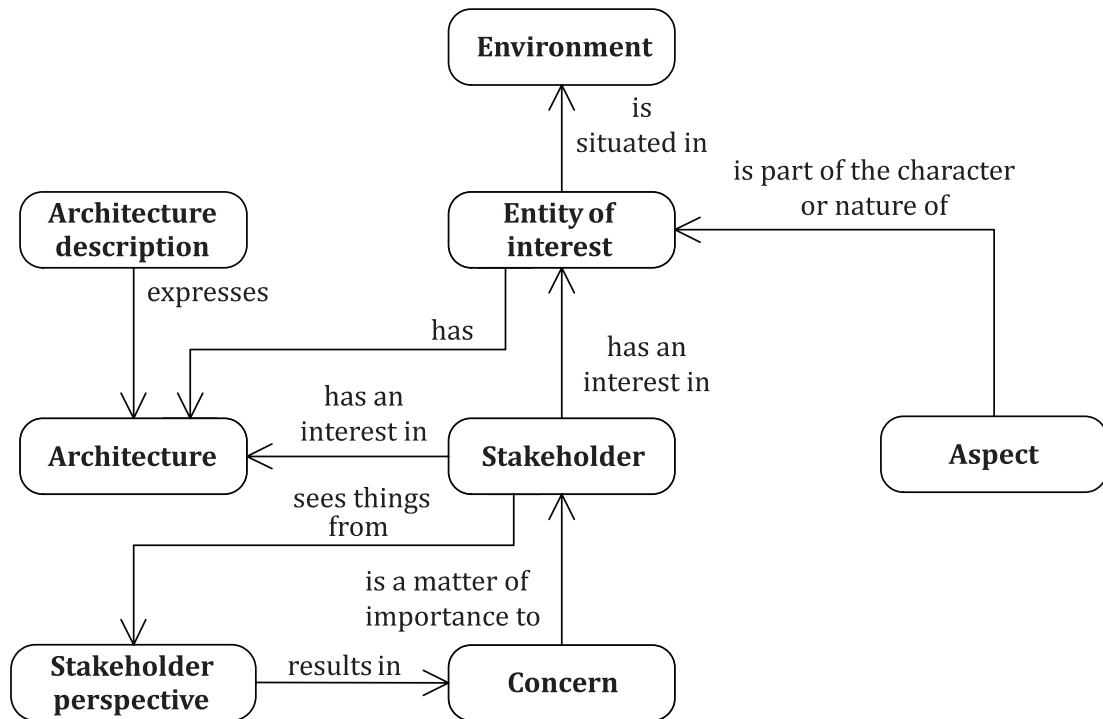 Environment
is
situated in
is part of the character
or nature of
Architecture
description
Entity of
interest
expresses
has
has an
interest in
has an
interest in
Architecture
Stakeholder
Aspect
sees things
from
is a matter of
importance to
Stakeholder
perspective
results in
Concern